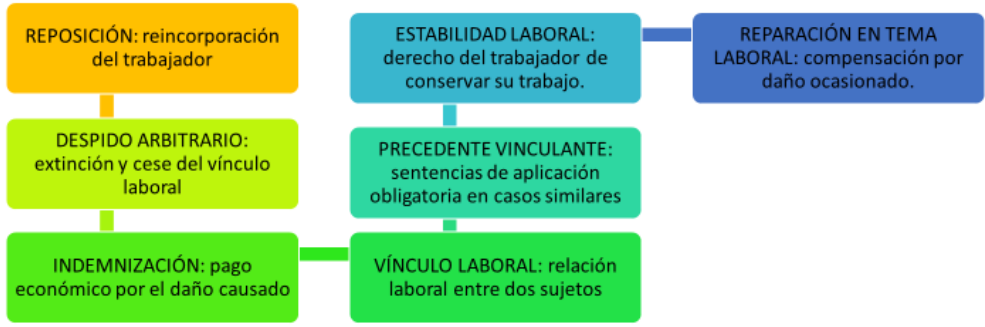 REPOSICIÓN: reincorporación
del trabajador
DESPIDO ARBITRARIO:
extinción y cese del vínculo
laboral
INDEMNIZACIÓN: pago
económico por el daño causado
VÍNCULO LABORAL: relación
laboral entre dos sujetos
PRECEDENTE VINCULANTE:
sentencias de aplicación
obligatoria en casos similares
ESTABILIDAD LABORAL:
derecho del trabajador de
conservar su trabajo.
REPARACIÓN EN TEMA
LABORAL: compensación por
daño ocasionado.